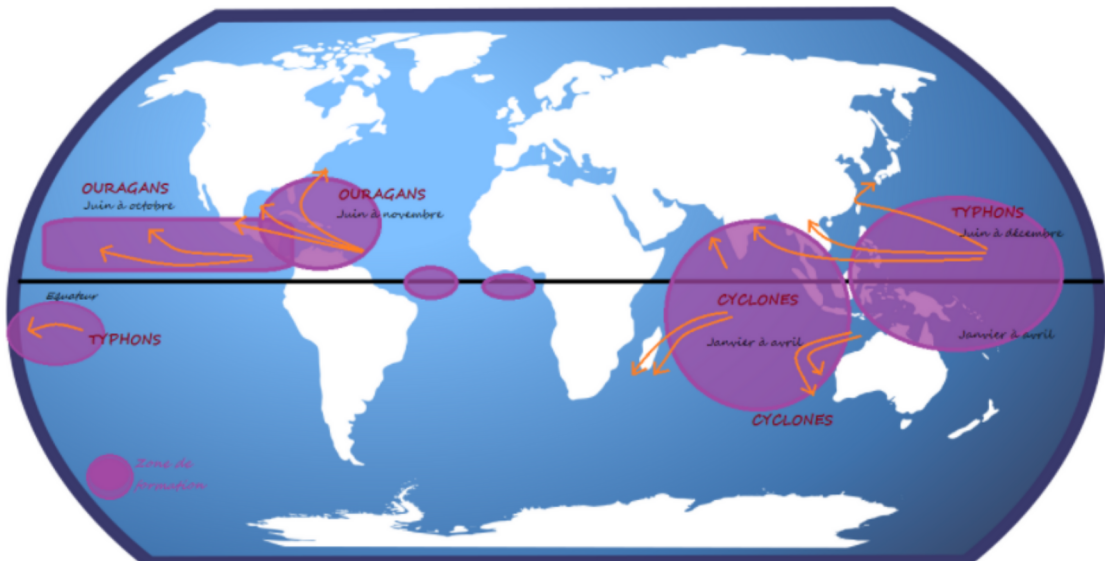 OURAGANS
Juin à octobre
OURAGANS
Juin à novembre
TYPHONS
Juin à décembre
Equateur
TYPHONS
CYCLONES
Janvier à avril
Janvier à avril
CYCLONES
Zone de
formation